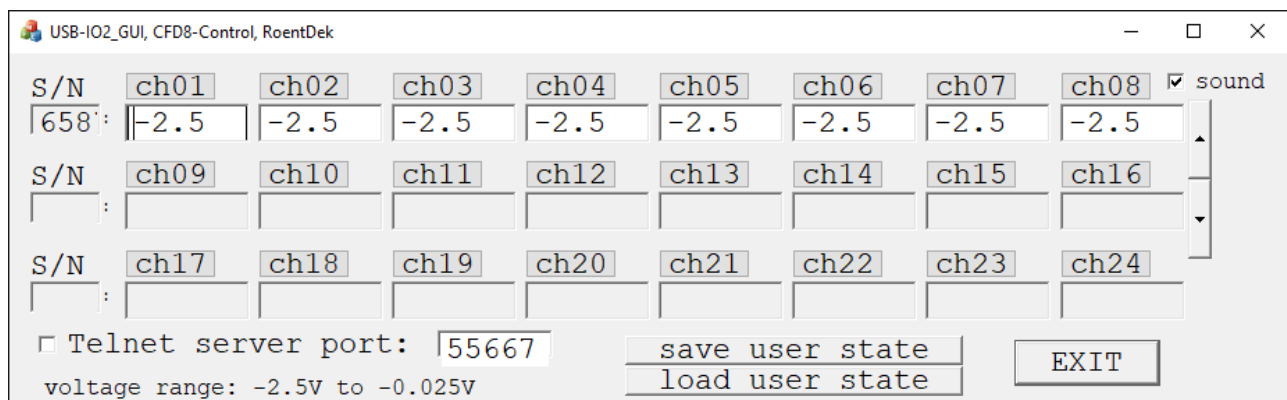 USB-IO2_GUI, CFD8-Control, RoentDek
S/N ch01 ch02 ch03 ch04 ch05 ch06 ch07 ch08 sound
658 : -2.5 -2.5 -2.5 -2.5 -2.5 -2.5 -2.5 -2.5
S/N ch09 ch10 ch11 ch12 ch13 ch14 ch15 ch16
:
S/N ch17 ch18 ch19 ch20 ch21 ch22 ch23 ch24
:
Telnet server port: 55667
save user state
EXIT
load user state
voltage range: -2.5V to -0.025V